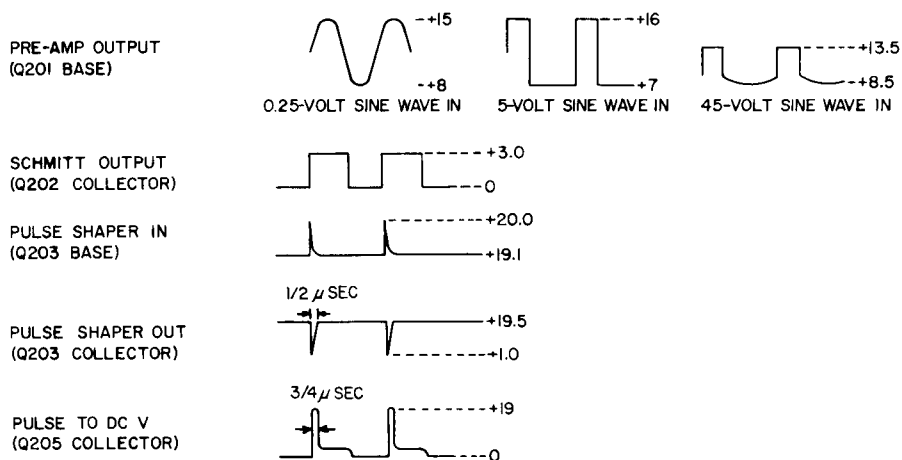 PRE-AMP OUTPUT
(Q201 BASE)
+15
+8
0.25-VOLT SINE WAVE IN
+16
+7
5-VOLT SINE WAVE IN
+13.5
+8.5
45-VOLT SINE WAVE IN
SCHMITT OUTPUT
(Q202 COLLECTOR)
+3.0
0
PULSE SHAPER IN
(Q203 BASE)
+20.0
+19.1
1/2 μ SEC
PULSE SHAPER OUT
(Q203 COLLECTOR)
+19.5
+1.0
3/4 μ SEC
PULSE TO DC V
(Q205 COLLECTOR)
+19
0